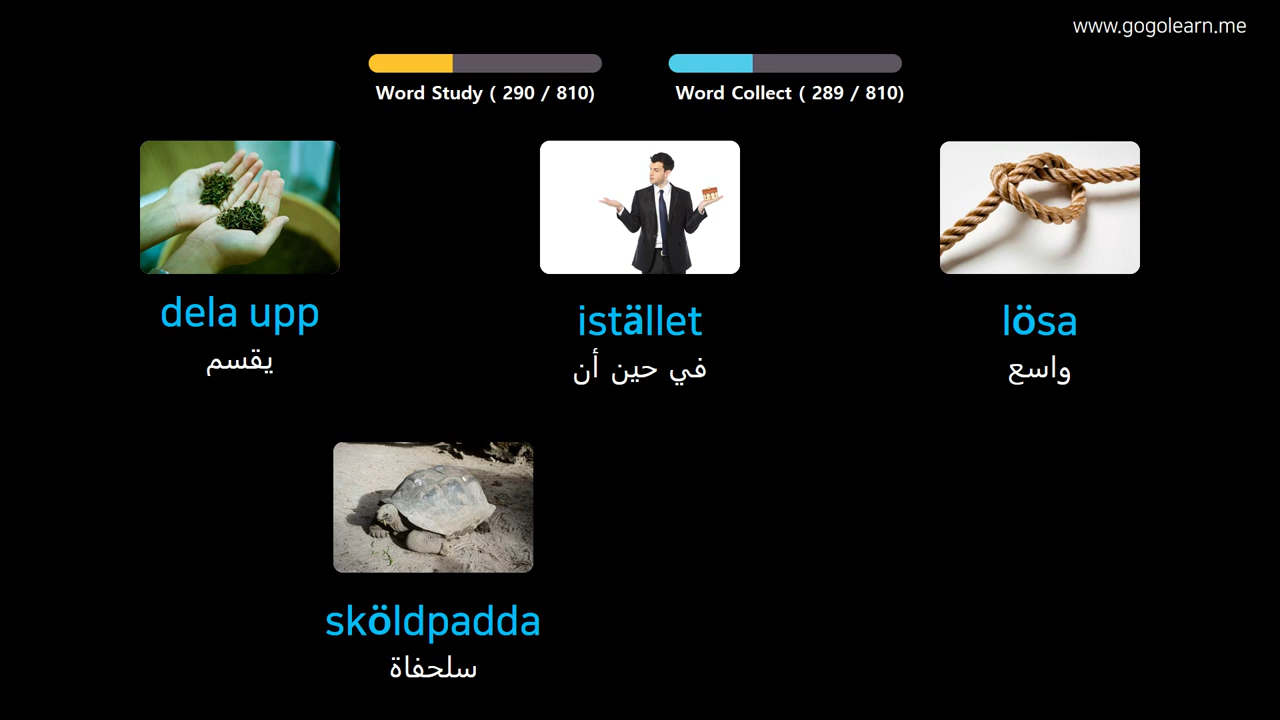 www.gogolearn.me
Word Study ( 290 / 810)
Word Collect ( 289 / 810)
dela upp
يقسم
istället
في حين أن
lösa
واسع
sköldpadda
سلحفاة